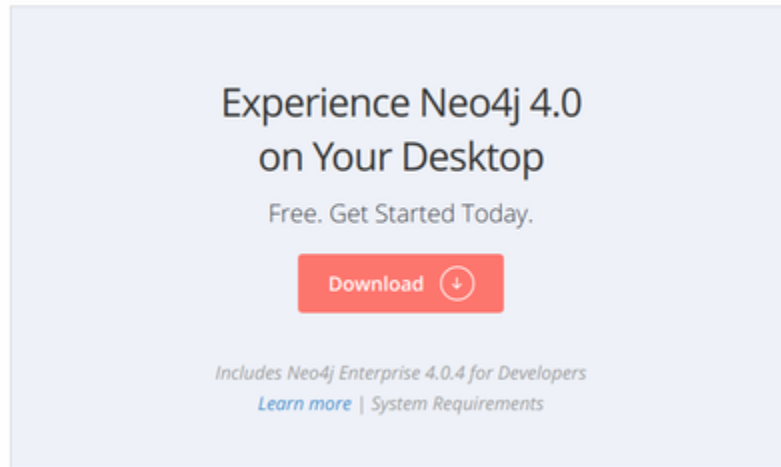 Experience Neo4j 4.0
on Your Desktop
Free. Get Started Today.
Download
Includes Neo4j Enterprise 4.0.4 for Developers
Learn more | System Requirements